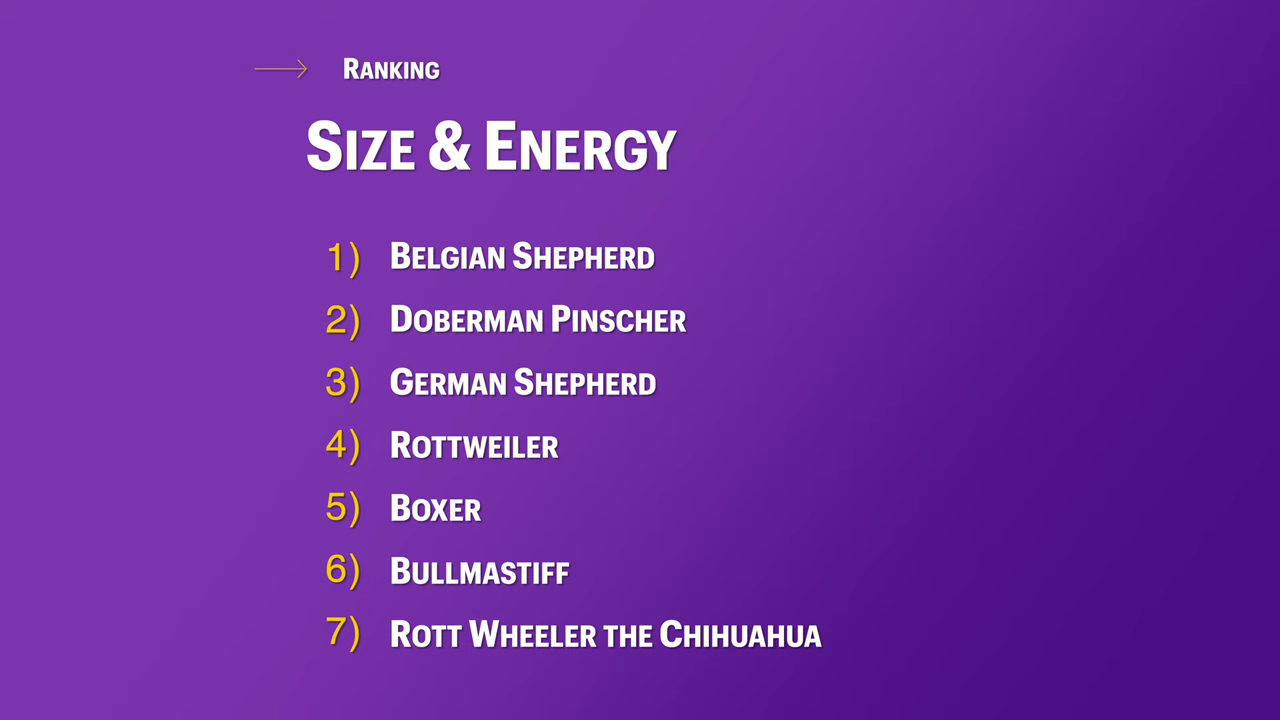 Ranking
Size & Energy
1) Belgian Shepherd
2) Doberman Pinscher
3) German Shepherd
4) Rottweiler
5) Boxer
6) Bullmastiff
7) Rott Wheeler the Chihuahua